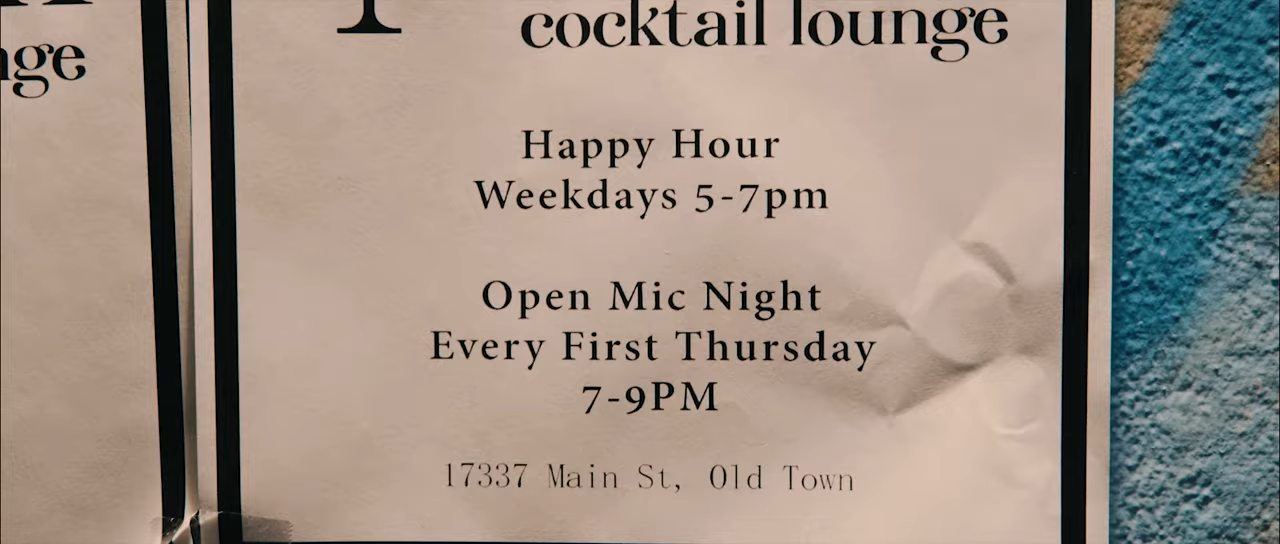 cocktail lounge
Happy Hour
Weekdays 5-7pm
Open Mic Night
Every First Thursday
7-9PM
17337 Main St, Old Town